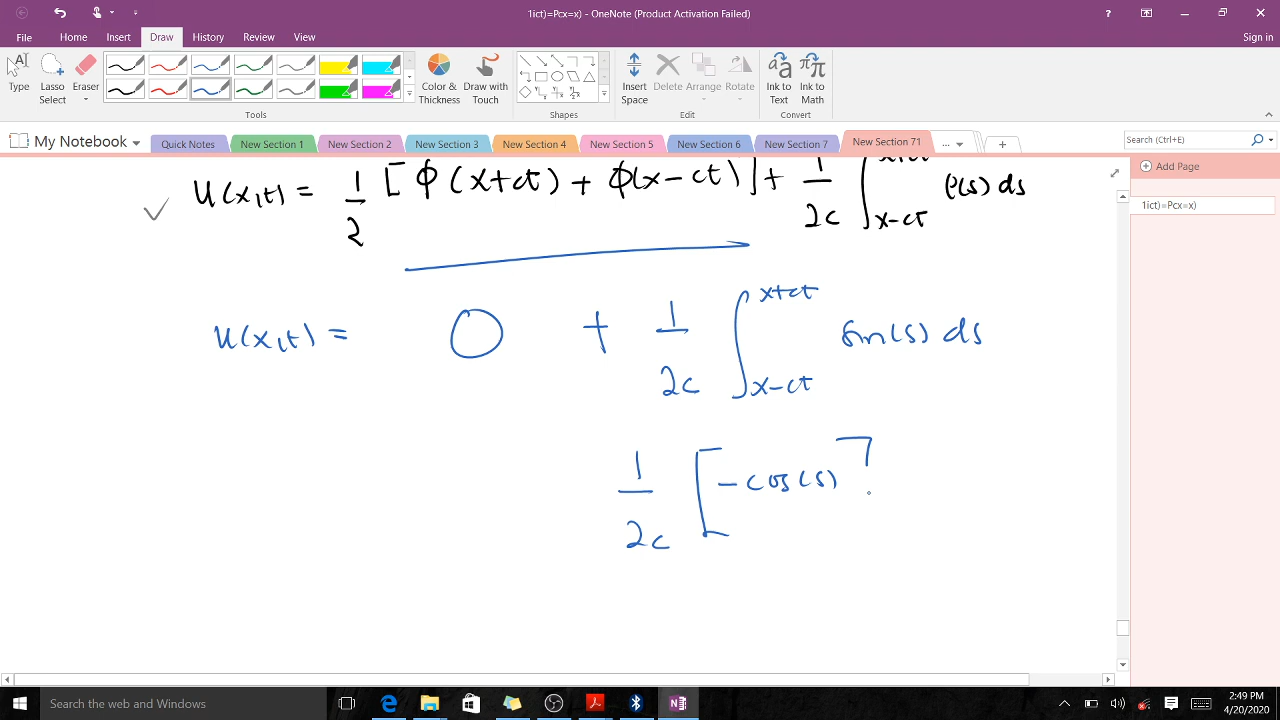 1ict)=Pcx=x) - OneNote (Product Activation Failed)
File Home Insert Draw History Review View Sign in
Type Lasso Select Eraser Color & Thickness Draw with Touch Insert Space Delete Arrange Rotate Ink to Text Ink to Math
Tools Shapes Edit Convert
My Notebook Quick Notes New Section 1 New Section 2 New Section 3 New Section 4 New Section 5 New Section 6 New Section 7 New Section 71 ... + Search (Ctrl+E)
Add Page
1ict)=Pcx=x)
✓ u(x,t) = 1/2 [ϕ(x+ct) + ϕ(x-ct)] + 1/2c ∫_{x-ct}^{x+ct} φ(s) ds
u(x,t) = 0 + 1/2c ∫_{x-ct}^{x+ct} sin(s) ds
1/2c [-cos(s)]
Search the web and Windows
2:49 PM
4/20/2020